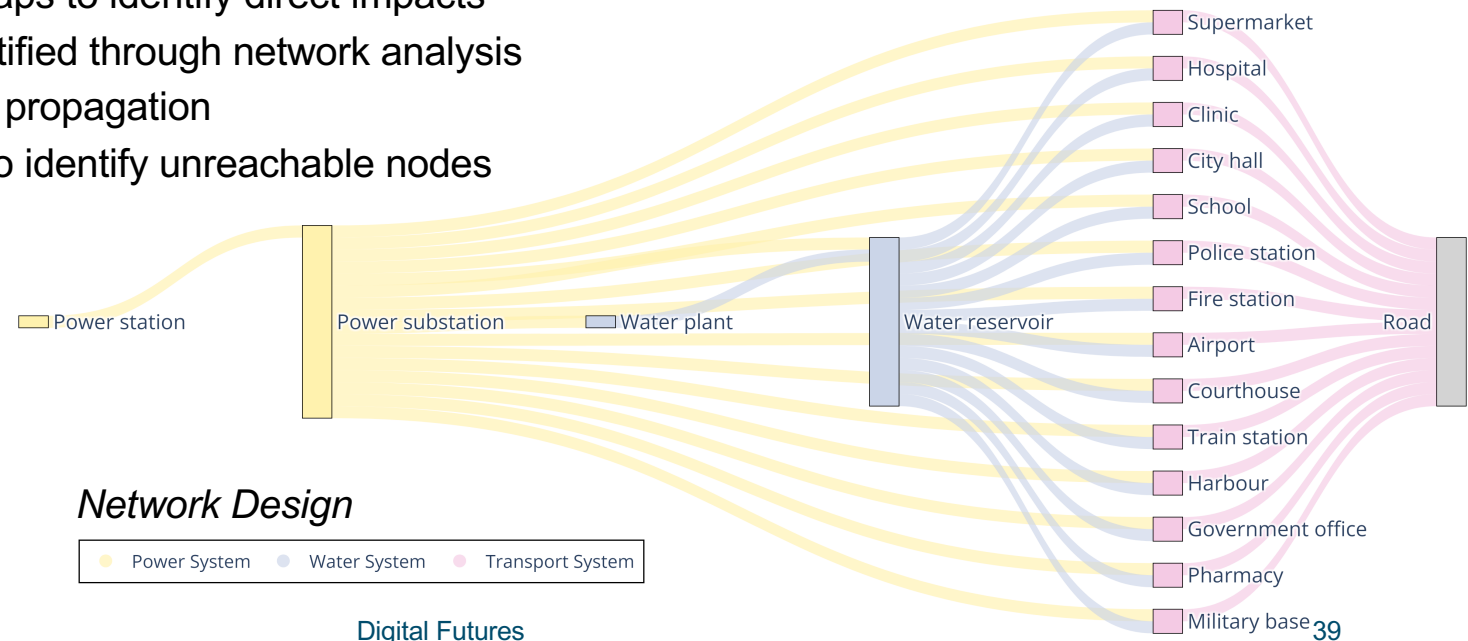 aps to identify direct impacts
tified through network analysis
propagation
o identify unreachable nodes
Supermarket
Hospital
Clinic
City hall
School
Police station
Fire station
Airport
Courthouse
Train station
Harbour
Government office
Pharmacy
Military base
Power station
Power substation
Water plant
Water reservoir
Road
Network Design
Power System Water System Transport System
Digital Futures
39